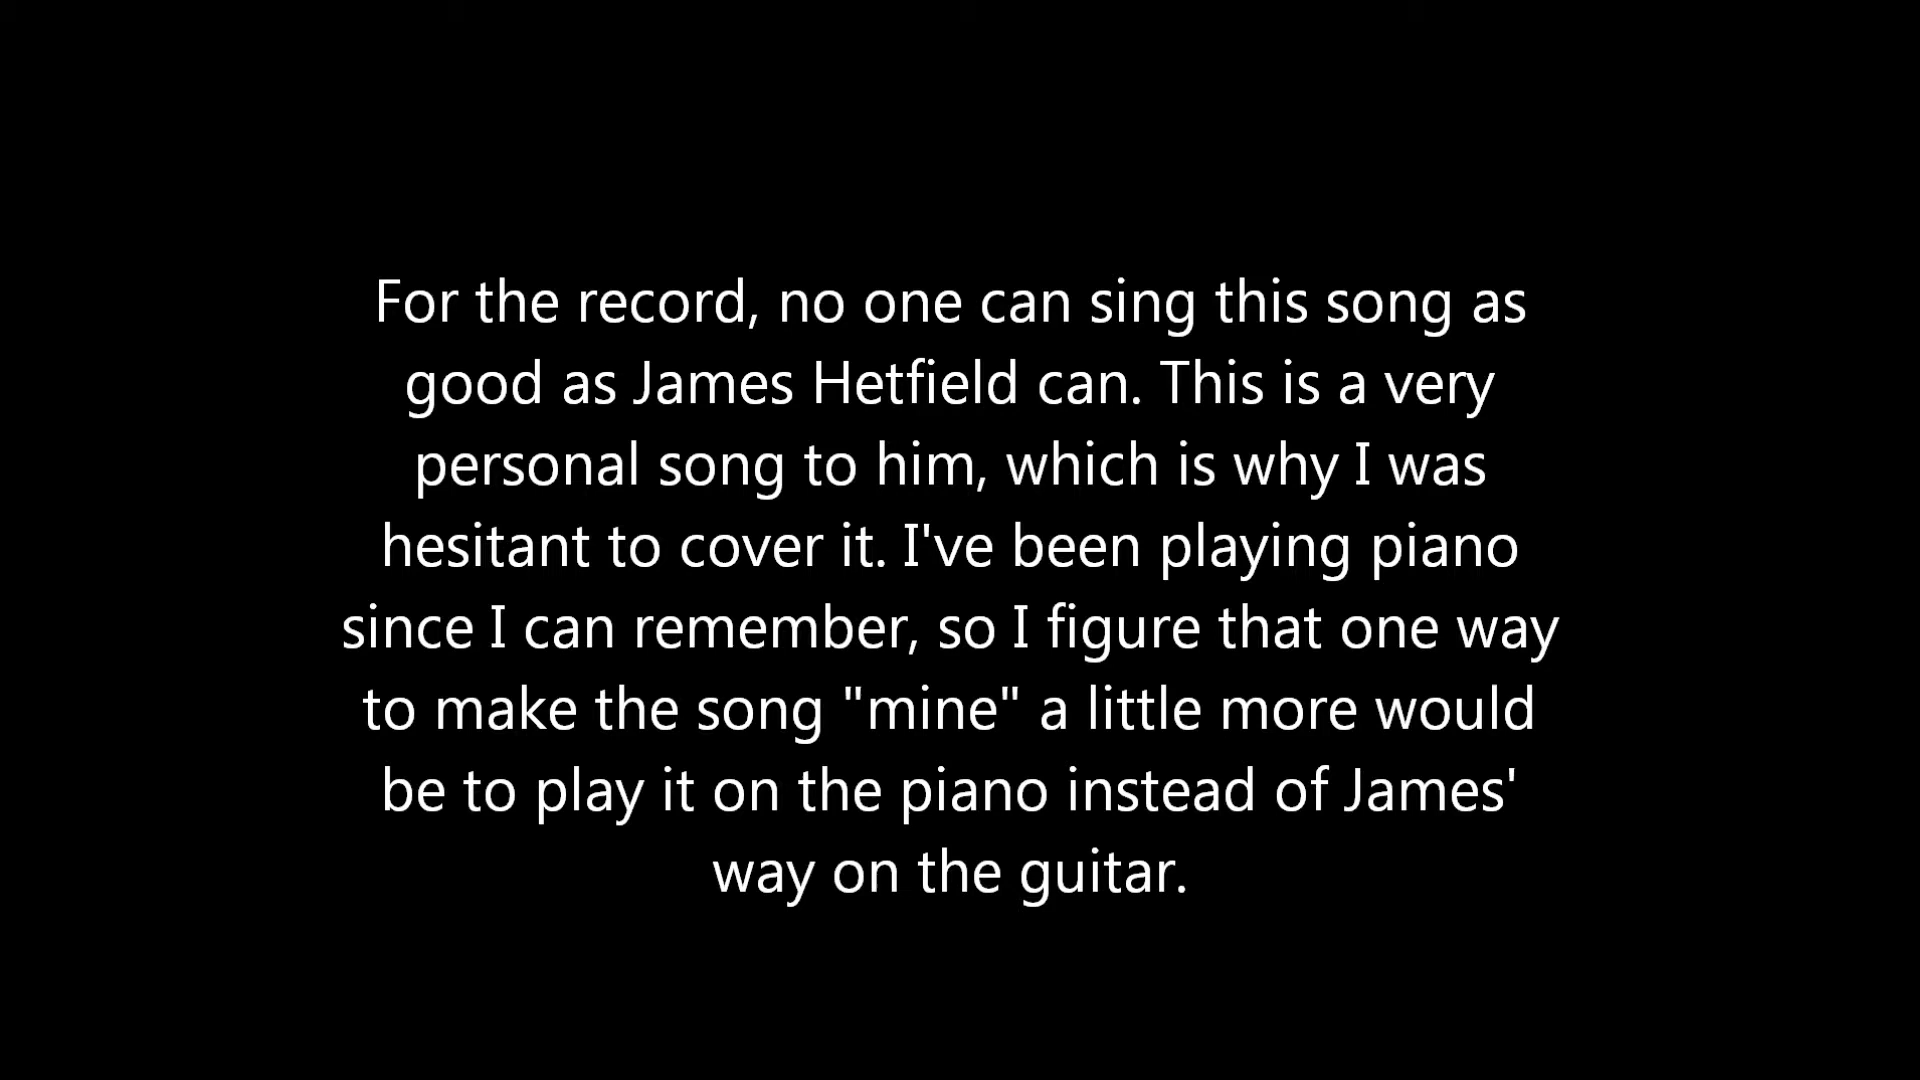 For the record, no one can sing this song as
good as James Hetfield can. This is a very
personal song to him, which is why I was
hesitant to cover it. I've been playing piano
since I can remember, so I figure that one way
to make the song "mine" a little more would
be to play it on the piano instead of James'
way on the guitar.